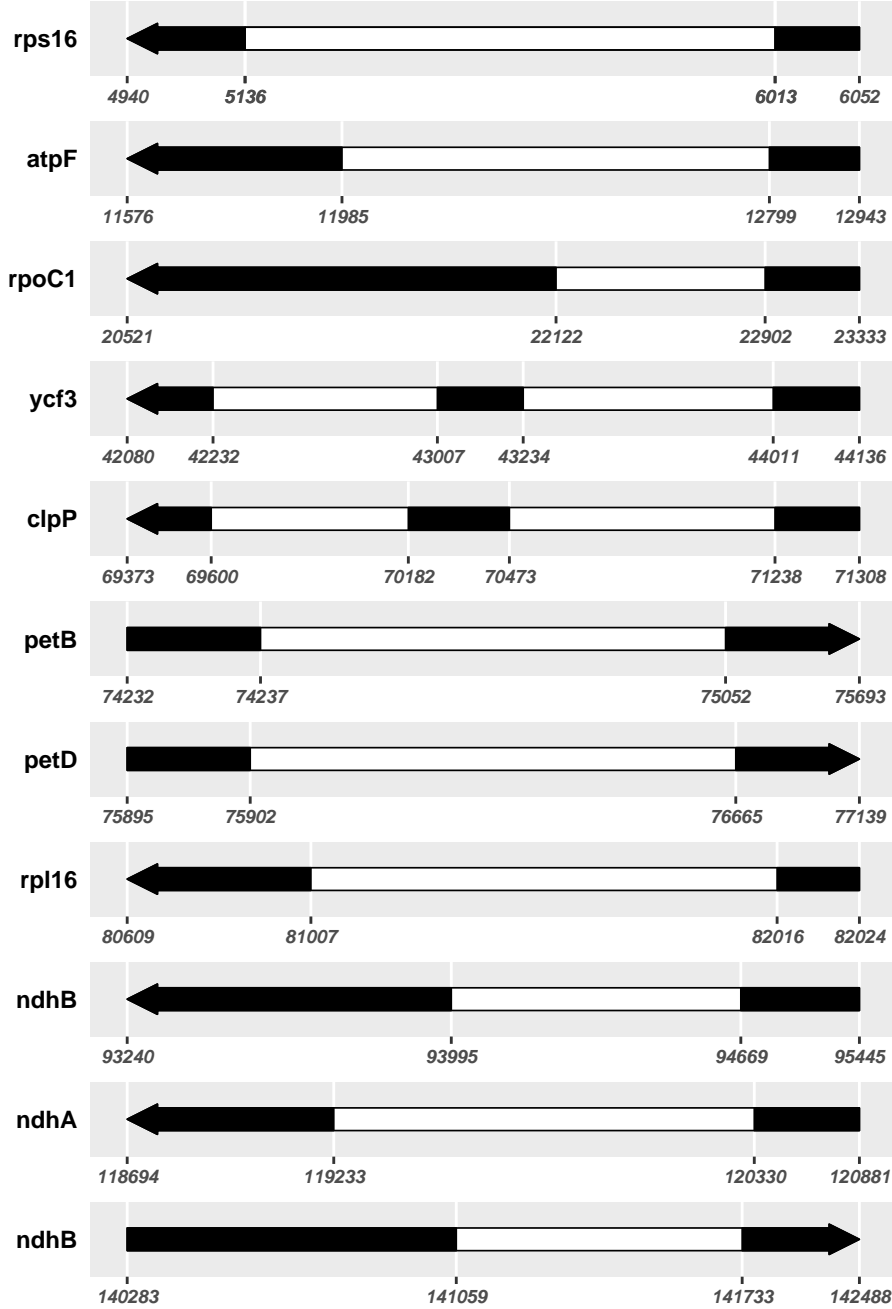 rps16
4940 5136 6013 6052
atpF
11576 11985 12799 12943
rpoC1
20521 22122 22902 23333
ycf3
42080 42232 43007 43234 44011 44136
clpP
69373 69600 70182 70473 71238 71308
petB
74232 74237 75052 75693
petD
75895 75902 76665 77139
rpl16
80609 81007 82016 82024
ndhB
93240 93995 94669 95445
ndhA
118694 119233 120330 120881
ndhB
140283 141059 141733 142488